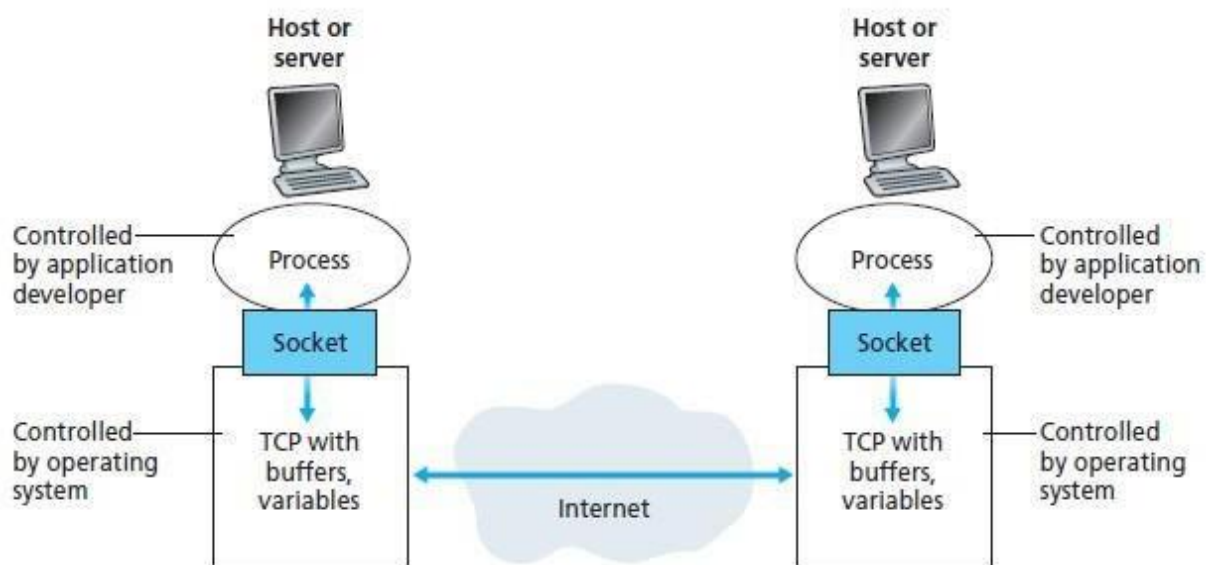 Host or
server
Host or
server
Controlled
by application
developer
Process
Process
Controlled
by application
developer
Socket
Socket
Controlled
by operating
system
TCP with
buffers,
variables
Internet
TCP with
buffers,
variables
Controlled
by operating
system